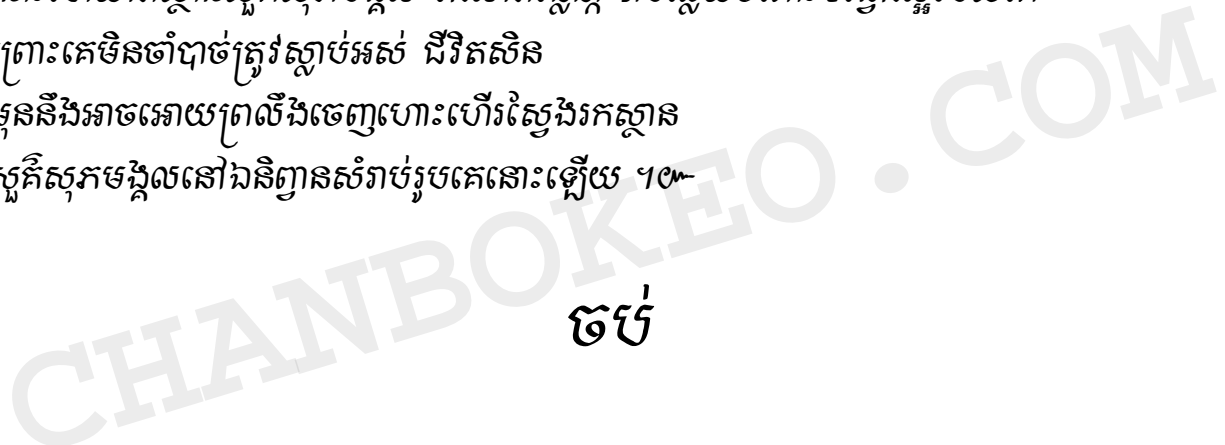 ព្រោះគេមិនចាំបាច់ត្រូវស្លាប់អស់ ជីវិតសិន
មុននឹងអាចអោយព្រលឹងចេញហោះហើរស្វែងរកស្ថាន
សួគ៌សុភមង្គលនៅឯនិព្វានសំរាប់រូបគេនោះឡើយ ។៚
ចប់
CHANBOKEO.COM